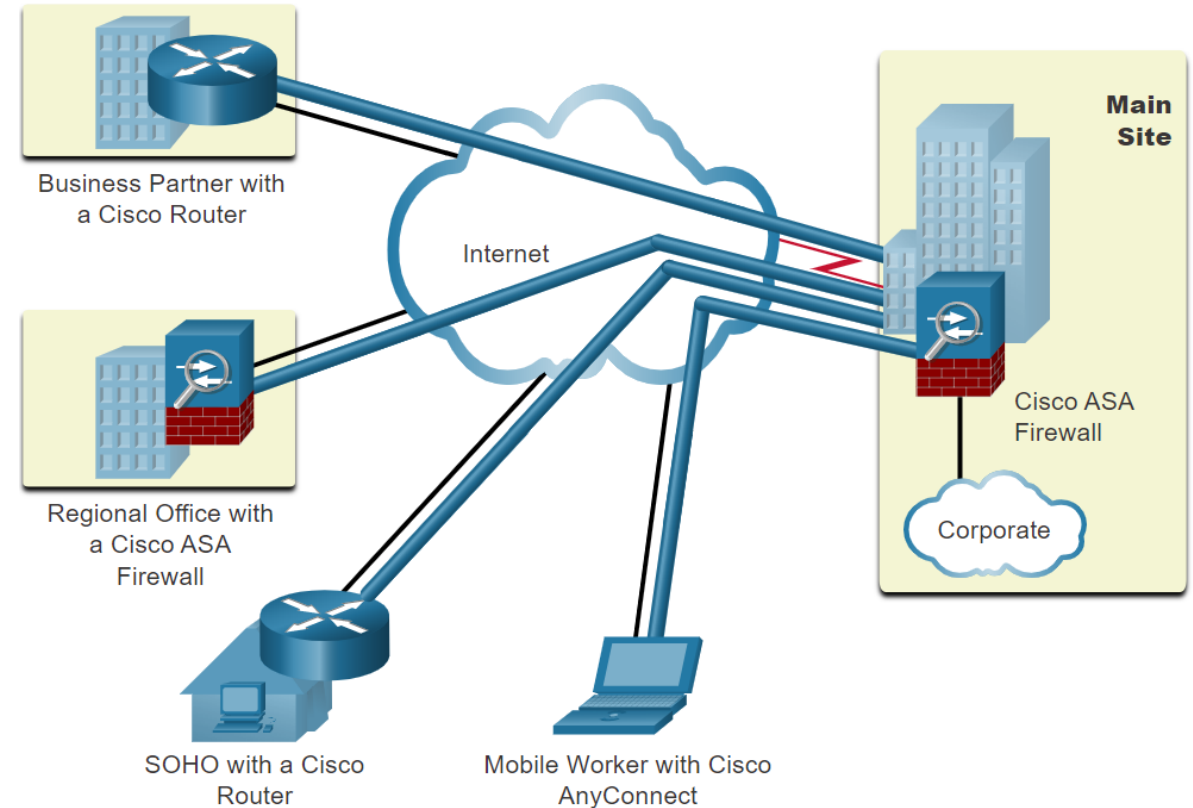 Main
Site
Business Partner with
a Cisco Router
Internet
Cisco ASA
Firewall
Regional Office with
a Cisco ASA
Firewall
Corporate
SOHO with a Cisco
Router
Mobile Worker with Cisco
AnyConnect